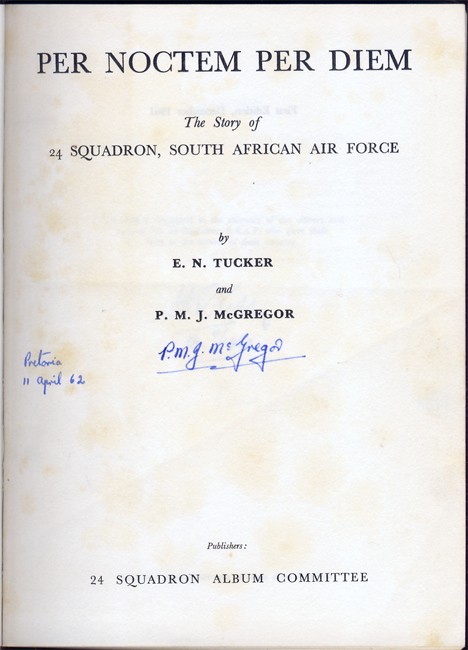 PER NOCTEM PER DIEM
The Story of
24 SQUADRON, SOUTH AFRICAN AIR FORCE
by
E. N. TUCKER
and
P. M. J. McGREGOR
P.M.J. McGregor
Pretoria
11 April 62
Publishers:
24 SQUADRON ALBUM COMMITTEE